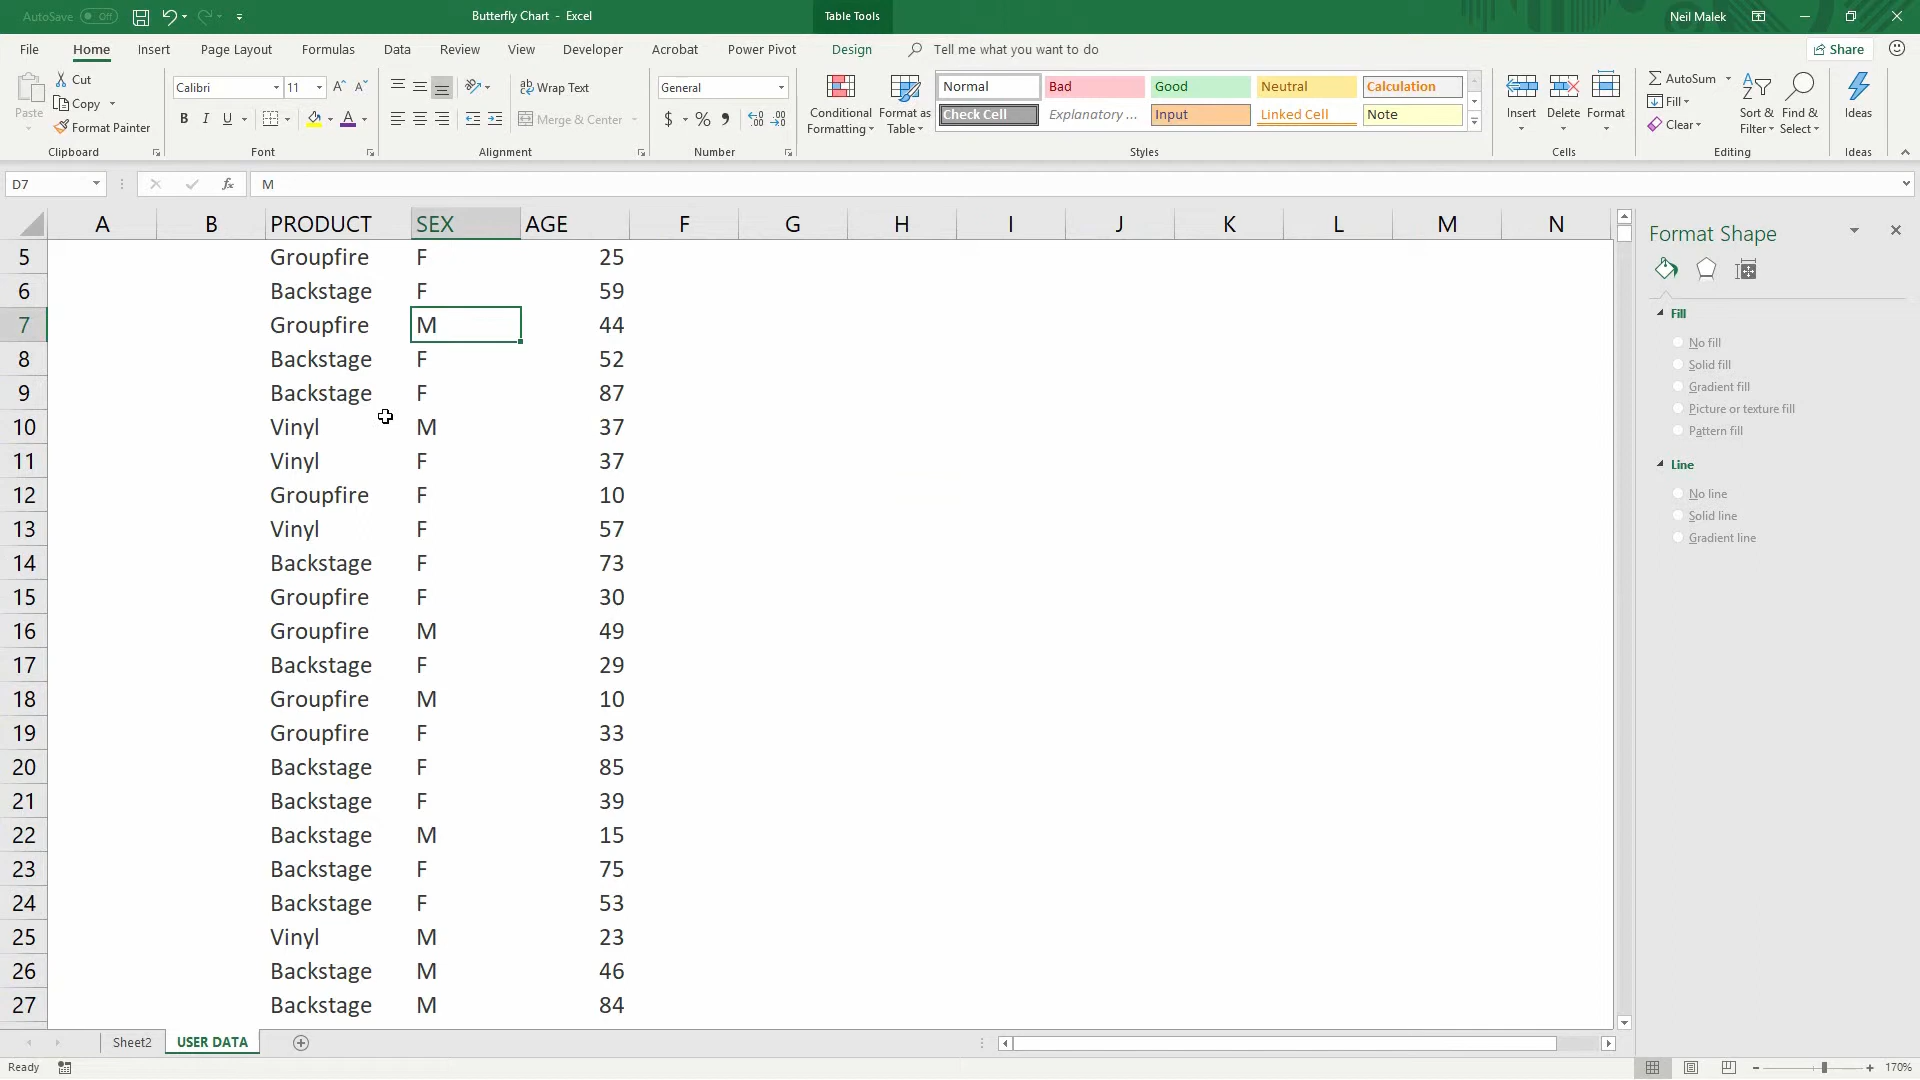 AutoSave Off Butterfly Chart - Excel Table Tools Neil Malek
File Home Insert Draw Page Layout Formulas Data Review View Developer Acrobat Power Pivot Design Tell me what you want to do Share
Cut
Copy
Format Painter
Paste
Clipboard
Calibri 11
B I U
Font
Wrap Text
Merge & Center
Alignment
General
$ % ,
Number
Conditional Formatting
Format as Table
Normal Bad Good Neutral Calculation
Check Cell Explanatory ... Input Linked Cell Note
Styles
Insert Delete Format
Cells
AutoSum
Fill
Clear
Sort & Filter
Find & Select
Editing
Ideas
Ideas
D7 fx M
A B PRODUCT SEX AGE F G H I J K L M N
5 Groupfire F 25
6 Backstage F 59
7 Groupfire M 44
8 Backstage F 52
9 Backstage F 87
10 Vinyl M 37
11 Vinyl F 37
12 Groupfire F 10
13 Vinyl F 57
14 Backstage F 73
15 Groupfire F 30
16 Groupfire M 49
17 Backstage F 29
18 Groupfire M 10
19 Groupfire F 33
20 Backstage F 85
21 Backstage F 39
22 Backstage M 15
23 Backstage F 75
24 Backstage F 53
25 Vinyl M 23
26 Backstage M 46
27 Backstage M 84
Format Shape
Fill
No fill
Solid fill
Gradient fill
Picture or texture fill
Pattern fill
Line
No line
Solid line
Gradient line
Sheet2 USER DATA
Ready 170%